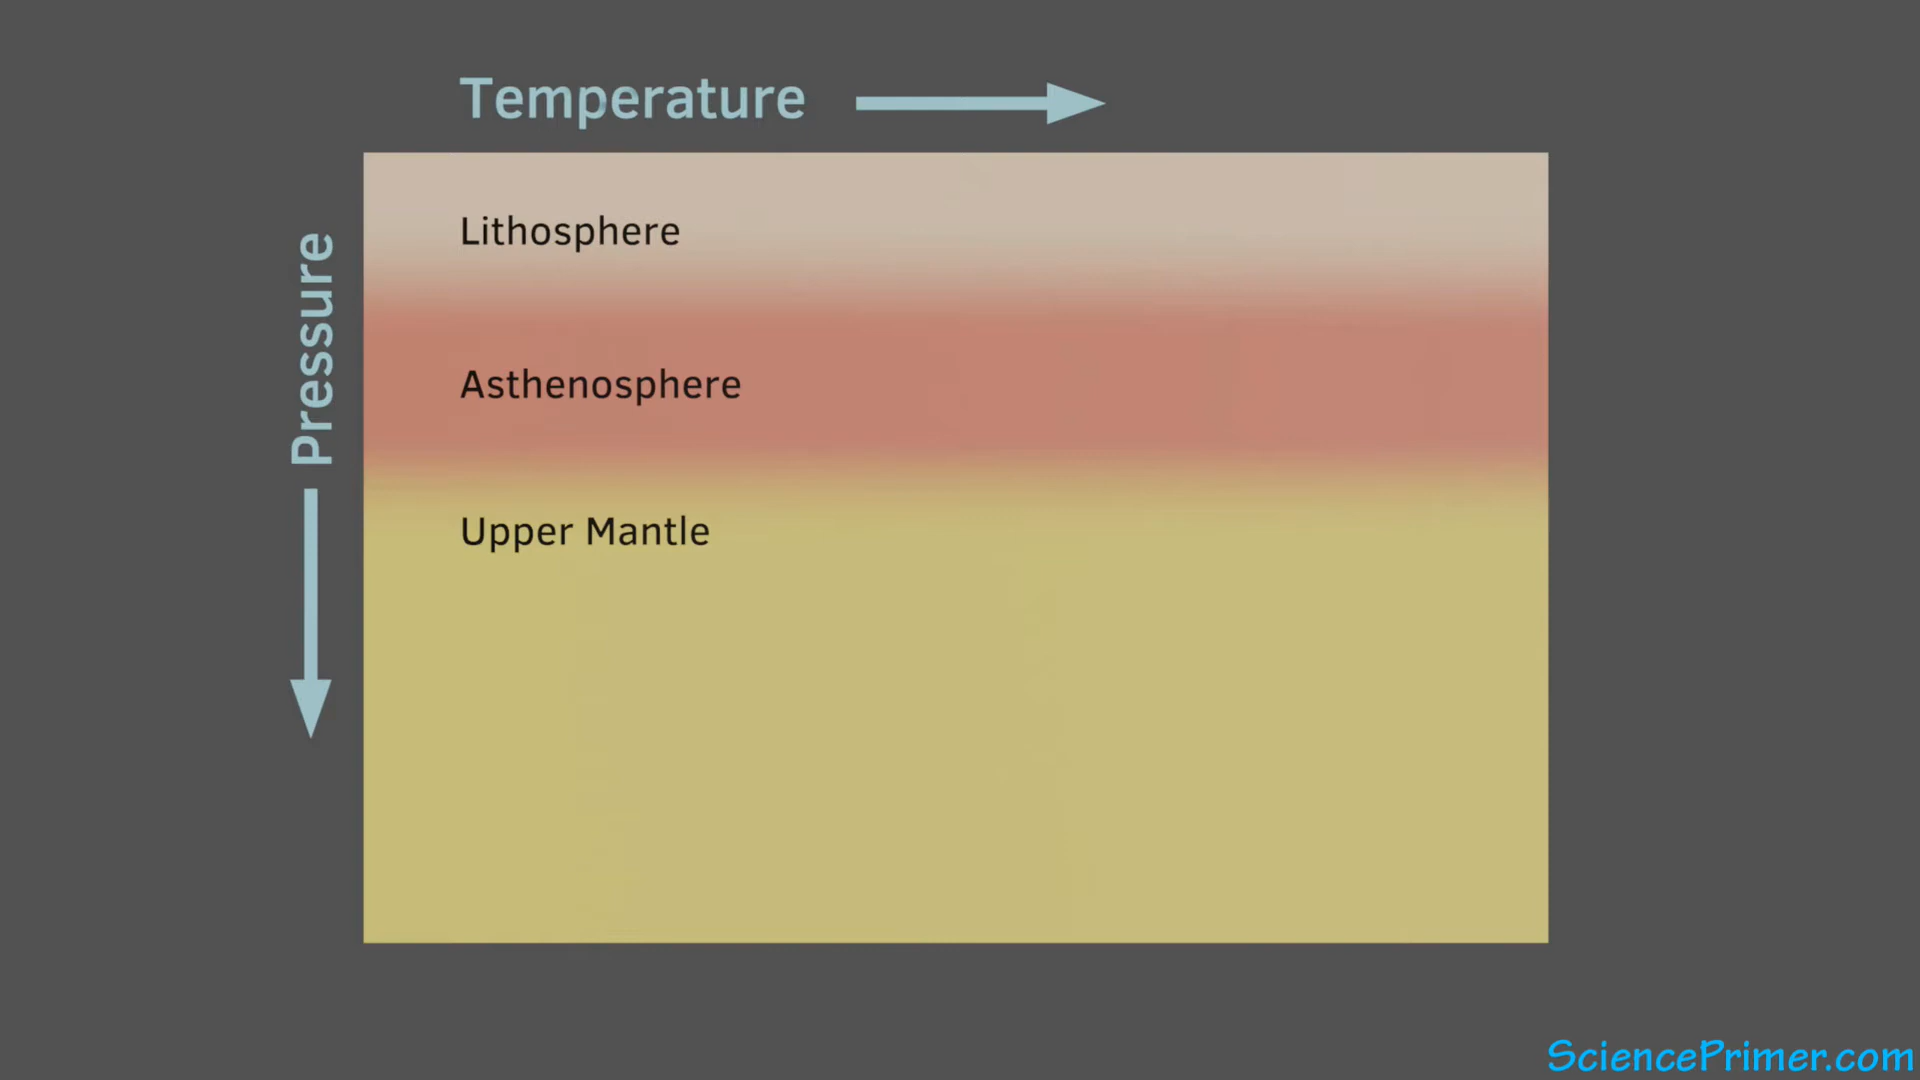 Temperature
Pressure
Lithosphere
Asthenosphere
Upper Mantle
SciencePrimer.com